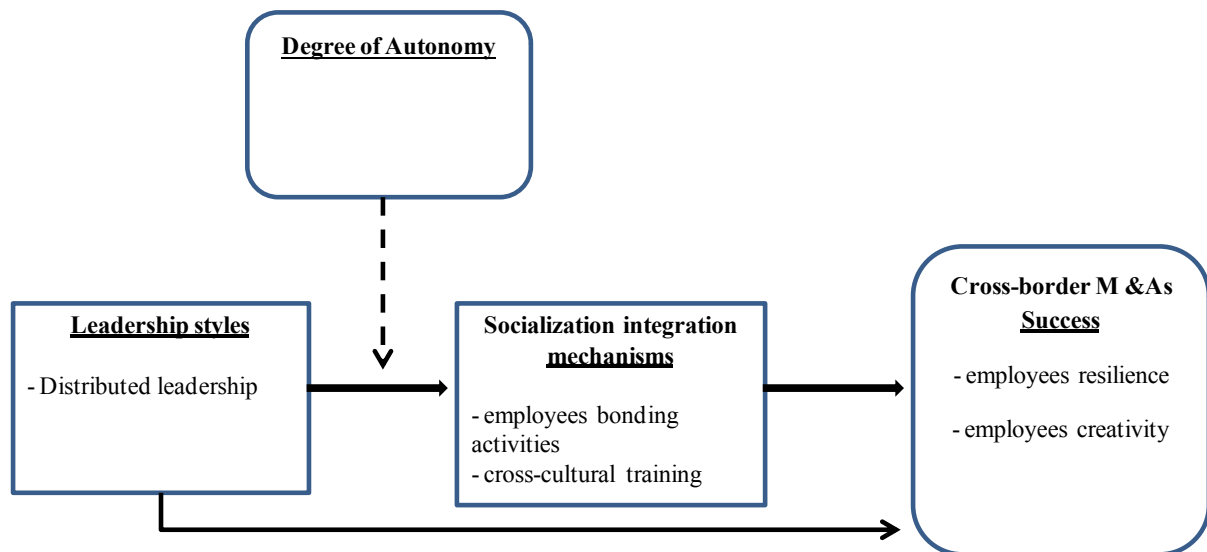 Degree of Autonomy
Leadership styles
- Distributed leadership
Socialization integration
mechanisms
- employees bonding
activities
- cross-cultural training
Cross-border M &As
Success
- employees resilience
- employees creativity